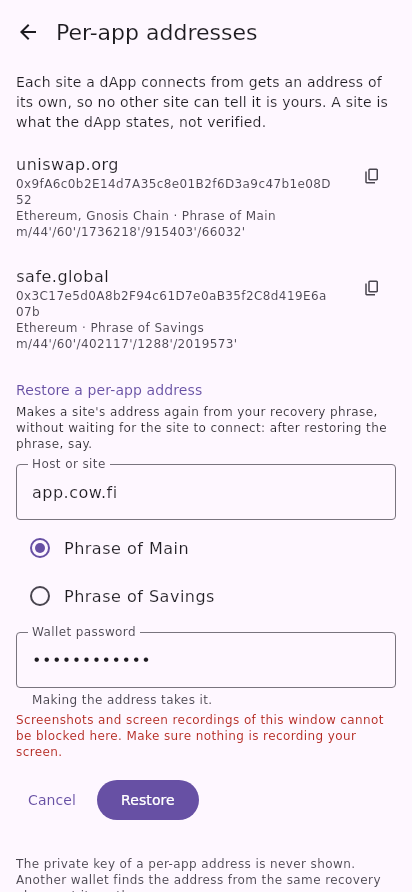 Per-app addresses
Each site a dApp connects from gets an address of
its own, so no other site can tell it is yours. A site is
what the dApp states, not verified.
uniswap.org
0x9fA6c0b2E14d7A35c8e01B2f6D3a9c47b1e08D
52
Ethereum, Gnosis Chain · Phrase of Main
m/44'/60'/1736218'/915403'/66032'
safe.global
0x3C17e5d0A8b2F94c61D7e0aB35f2C8d419E6a
07b
Ethereum · Phrase of Savings
m/44'/60'/402117'/1288'/2019573'
Restore a per-app address
Makes a site's address again from your recovery phrase,
without waiting for the site to connect: after restoring the
phrase, say.
Host or site
app.cow.fi
Phrase of Main
Phrase of Savings
Wallet password
••••••••••••
Making the address takes it.
Screenshots and screen recordings of this window cannot
be blocked here. Make sure nothing is recording your
screen.
Cancel
Restore
The private key of a per-app address is never shown.
Another wallet finds the address from the same recovery